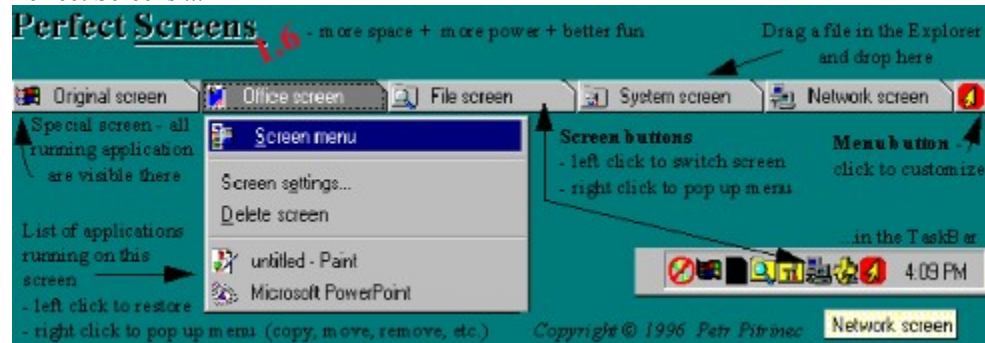 Perfect Screens 1.6 - more space + more power + better fun
Drag a file in the Explorer
and drop here
Original screen
Office screen
File screen
System screen
Network screen
Special screen - all
running application
are visible there
Screen menu
Screen settings...
Delete screen
untitled - Paint
Microsoft PowerPoint
Screen buttons
- left click to switch screen
- right click to pop up menu
Menu button -
click to customize
List of applications
running on this
screen
- left click to restore
- right click to pop up menu (copy, move, remove, etc.)
...in the TaskBar
4:09 PM
Copyright © 1996 Petr Pitrinec
Network screen